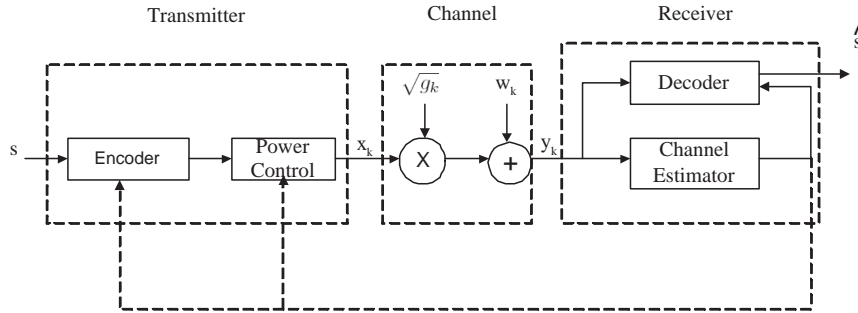 Transmitter
Channel
Receiver
^
s
√g_k
w_k
Decoder
s
Encoder
Power
Control
x_k
X
+
y_k
Channel
Estimator